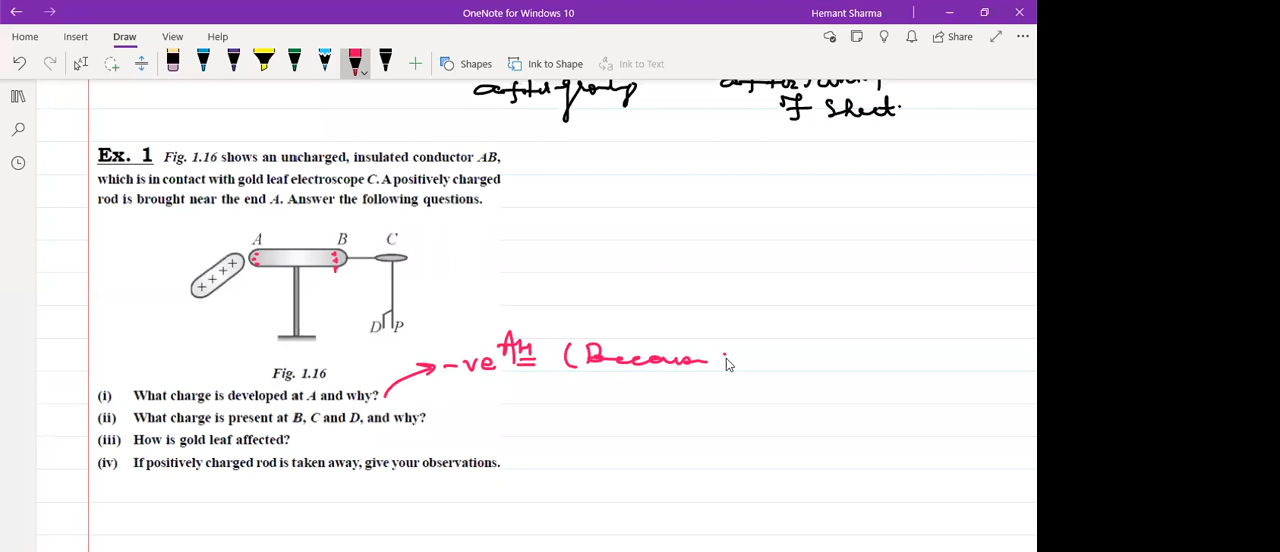 OneNote for Windows 10
Hemant Sharma
Home Insert Draw View Help
Share
Shapes Ink to Shape Ink to Text
If Sheet.
Ex. 1 Fig. 1.16 shows an uncharged, insulated conductor AB,
which is in contact with gold leaf electroscope C. A positively charged
rod is brought near the end A. Answer the following questions.
A B C
+ + + +
D P
-ve (Becous
Fig. 1.16
(i) What charge is developed at A and why?
(ii) What charge is present at B, C and D, and why?
(iii) How is gold leaf affected?
(iv) If positively charged rod is taken away, give your observations.